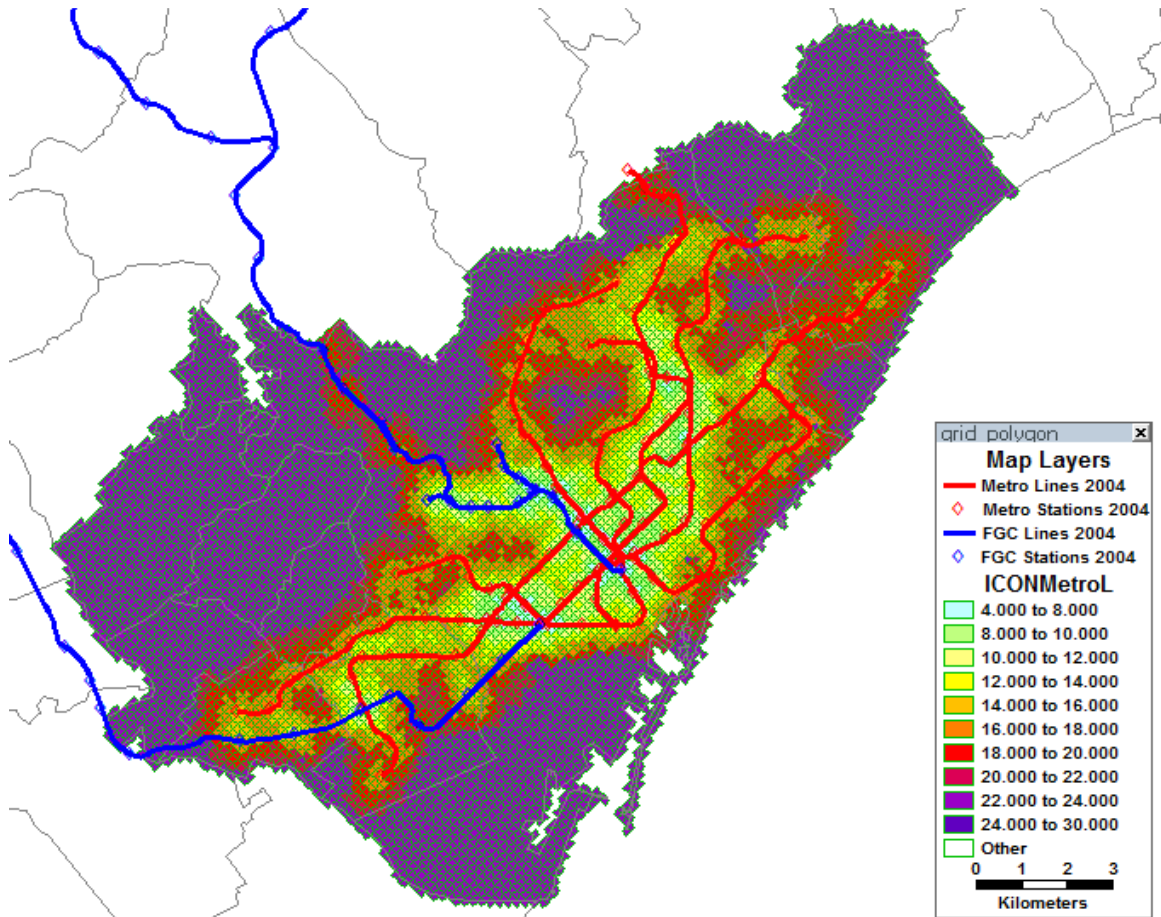 grid_polygon x
Map Layers
Metro Lines 2004
Metro Stations 2004
FGC Lines 2004
FGC Stations 2004
ICONMetroL
4.000 to 8.000
8.000 to 10.000
10.000 to 12.000
12.000 to 14.000
14.000 to 16.000
16.000 to 18.000
18.000 to 20.000
20.000 to 22.000
22.000 to 24.000
24.000 to 30.000
Other
0 1 2 3
Kilometers